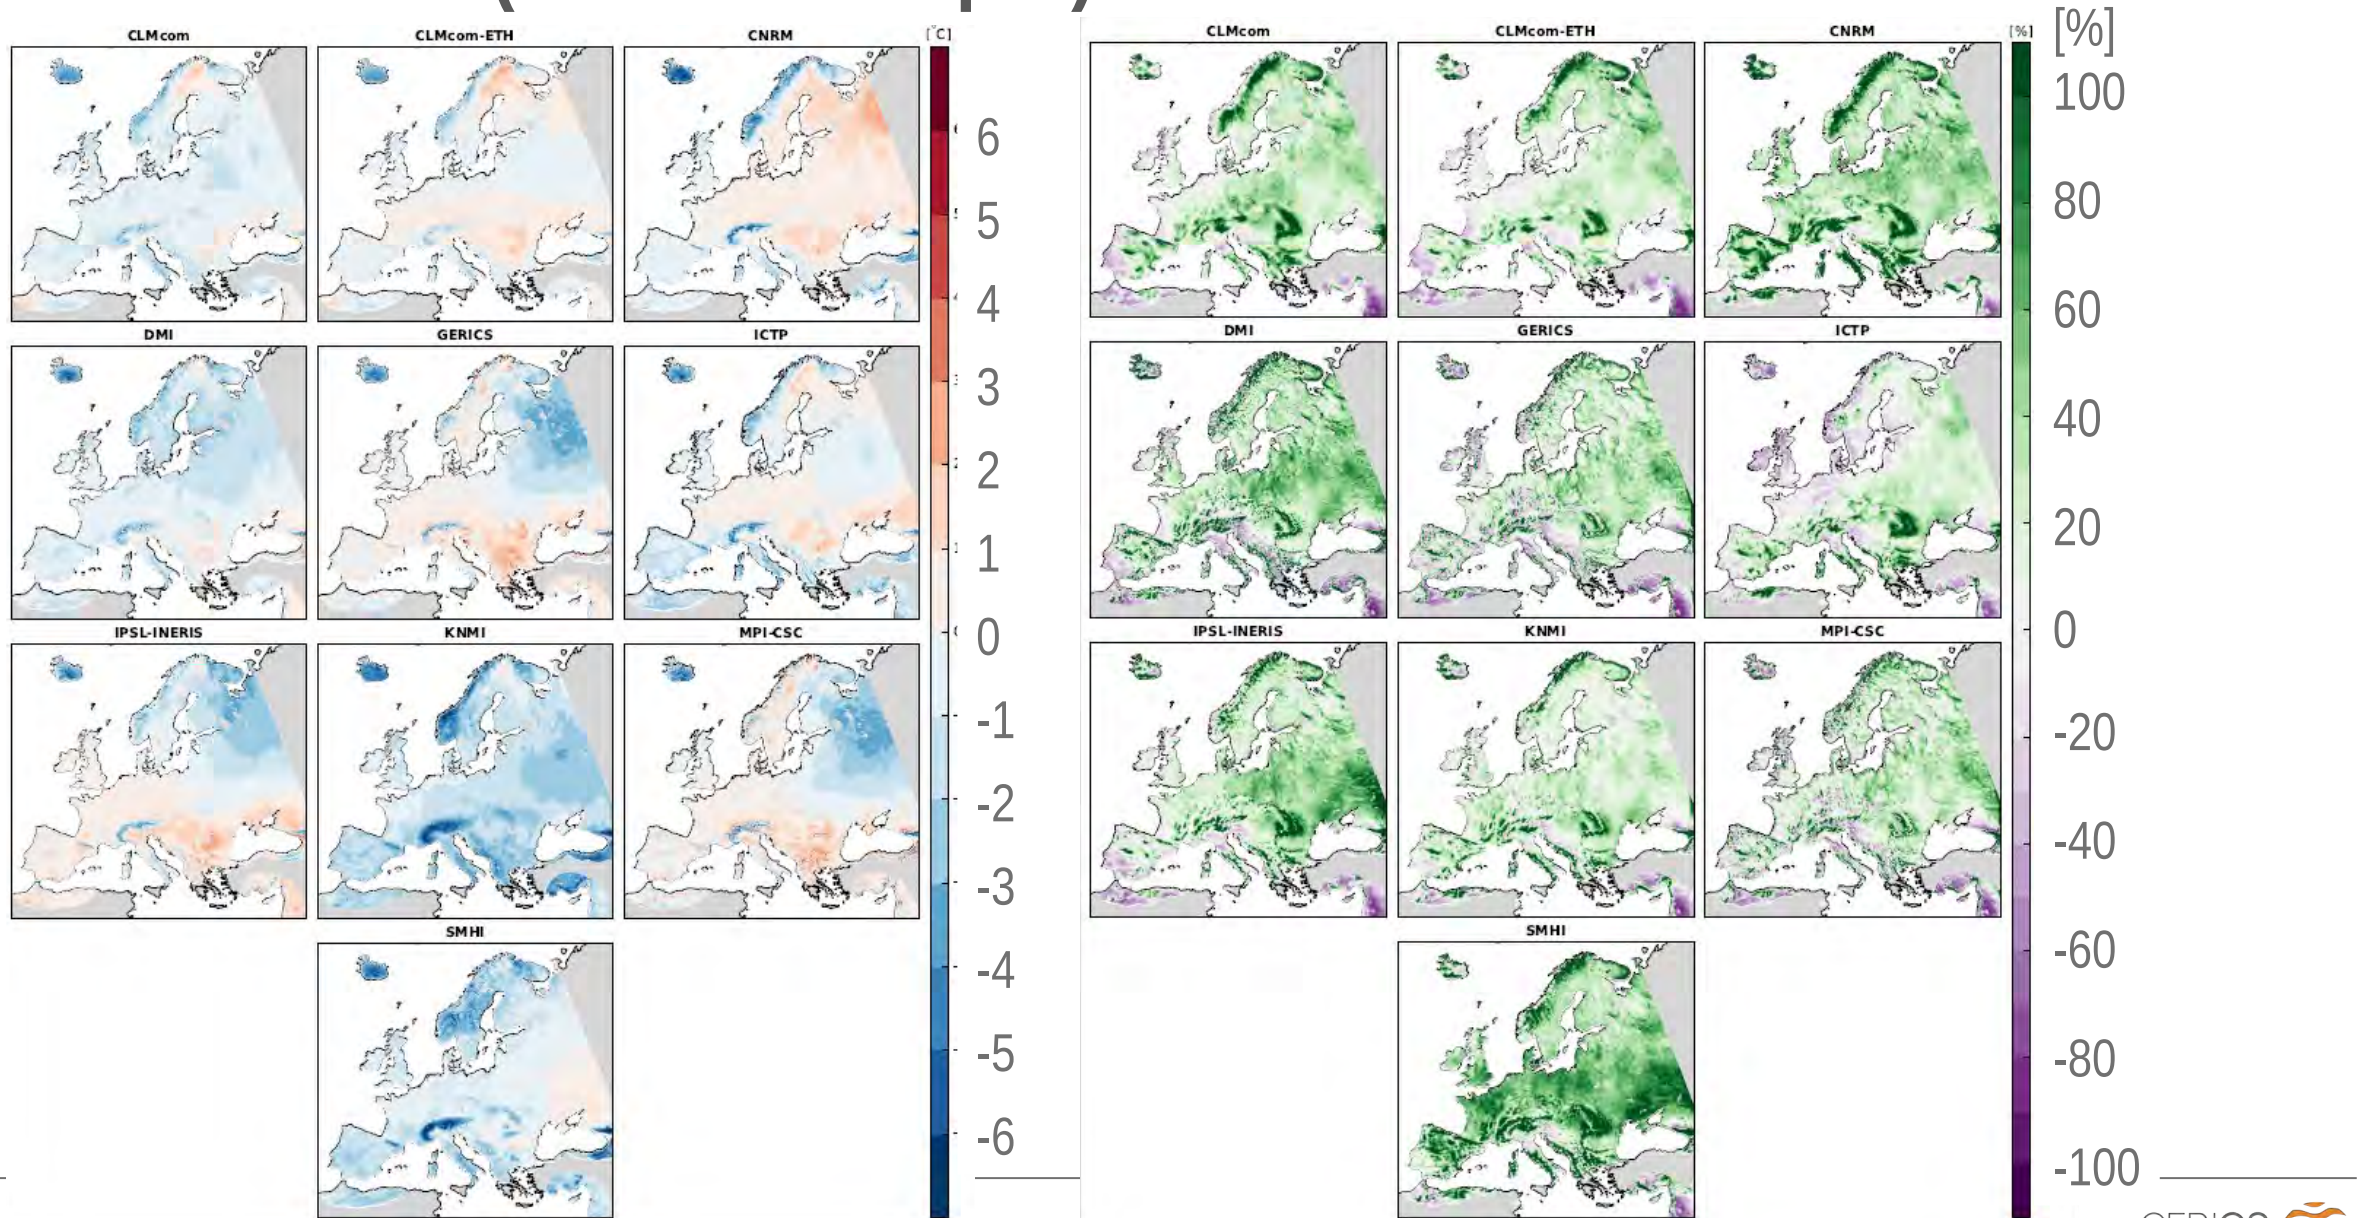 [°C]
CLMcom
CLMcom-ETH
CNRM
DMI
GERICS
ICTP
IPSL-INERIS
KNMI
MPI-CSC
SMHI
6
5
4
3
2
1
0
-1
-2
-3
-4
-5
-6
[%]
[%]
CLMcom
CLMcom-ETH
CNRM
DMI
GERICS
ICTP
IPSL-INERIS
KNMI
MPI-CSC
SMHI
100
80
60
40
20
0
-20
-40
-60
-80
-100